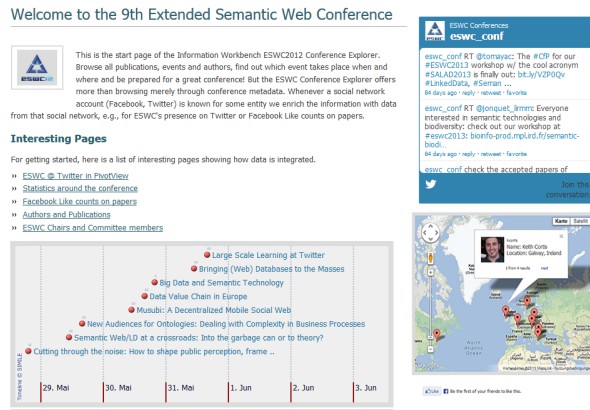 Welcome to the 9th Extended Semantic Web Conference
This is the start page of the Information Workbench ESWC2012 Conference Explorer.
Browse all publications, events and authors, find out which event takes place when and
where and be prepared for a great conference! But the ESWC Conference Explorer offers
more than browsing merely through conference metadata. Whenever a social network
account (Facebook, Twitter) is known for some entity we enrich the information with data
from that social network, e.g., for ESWC's presence on Twitter or Facebook Like counts on papers.
Interesting Pages
For getting started, here is a list of interesting pages showing how data is integrated.
» ESWC @ Twitter in PivotView
» Statistics around the conference
» Facebook Like counts on papers
» Authors and Publications
» ESWC Chairs and Committee members
Large Scale Learning at Twitter
Bringing (Web) Databases to the Masses
Big Data and Semantic Technology
Data Value Chain in Europe
Musubi: A Decentralized Mobile Social Web
New Audiences for Ontologies: Dealing with Complexity in Business Processes
Semantic Web/LD at a crossroads: Into the garbage can or to theory?
Cutting through the noise: How to shape public perception, frame ..
Timeline © SIMILE
29. Mai
30. Mai
31. Mai
1. Jun
2. Jun
3. Jun
ESWC Conferences
eswc_conf
eswc_conf RT @tomayac: The #CfP for our
#ESWC2013 workshop w/ the cool acronym
#SALAD2013 is finally out: bit.ly/VZP0Qv
#LinkedData, #Seman ...
84 days ago · reply · retweet · favorite
eswc_conf RT @jonquet_lirmm: Everyone
interested in semantic technologies and
biodiversity: check out our workshop at
#eswc2013: bioinfo-prod.mpl.ird.fr/semantic-
biodi...
84 days ago · reply · retweet · favorite
eswc_conf check the accepted papers of
Join the
conversation
Karte
Satellit
Name: Keith Corte
Location: Galway, Ireland
North
Atlantic
Ocean
Like
Be the first of your friends to like this.